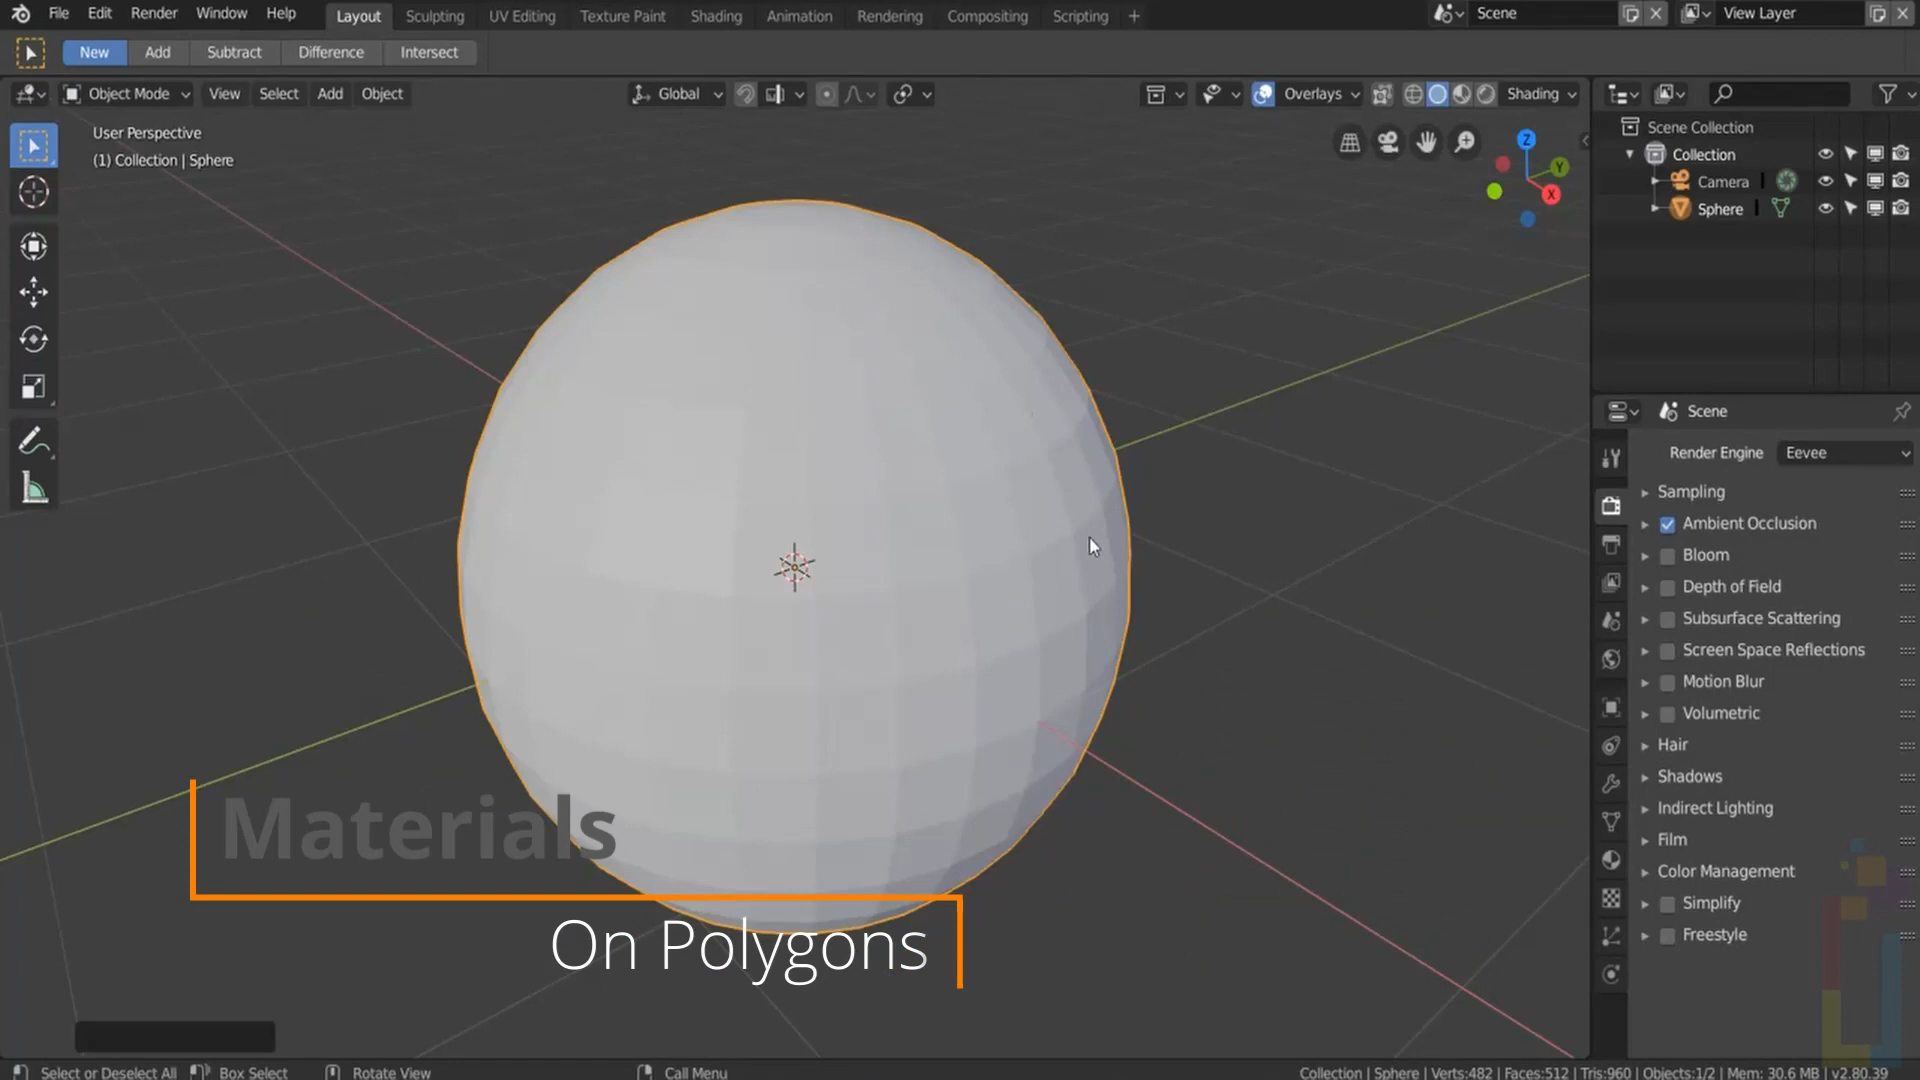 File Edit Render Window Help Layout Sculpting UV Editing Texture Paint Shading Animation Rendering Compositing Scripting + Scene View Layer
New Add Subtract Difference Intersect
Object Mode View Select Add Object Global Overlays Shading
User Perspective
(1) Collection | Sphere
Z
Y
X
Scene Collection
Collection
Camera
Sphere
Scene
Render Engine Eevee
Sampling
Ambient Occlusion
Bloom
Depth of Field
Subsurface Scattering
Screen Space Reflections
Motion Blur
Volumetric
Hair
Shadows
Indirect Lighting
Film
Color Management
Simplify
Freestyle
Materials
On Polygons
Select or Deselect All Box Select Rotate View Call Menu Collection | Sphere | Verts:482 | Faces:512 | Tris:960 | Objects:1/2 | Mem: 30.6 MB | v2.80.39